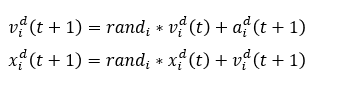 v_i^d(t + 1) = rand_i * v_i^d(t) + a_i^d(t + 1)
x_i^d(t + 1) = rand_i * x_i^d(t) + v_i^d(t + 1)